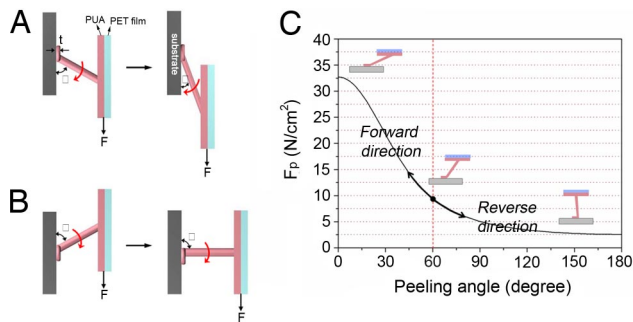 A
PUA
PET film
t
□
F
substrate
□
F
B
□
F
□
F
C
Fp (N/cm²)
40
35
30
25
20
15
10
5
0
Forward
direction
Reverse
direction
0
30
60
90
120
150
180
Peeling angle (degree)